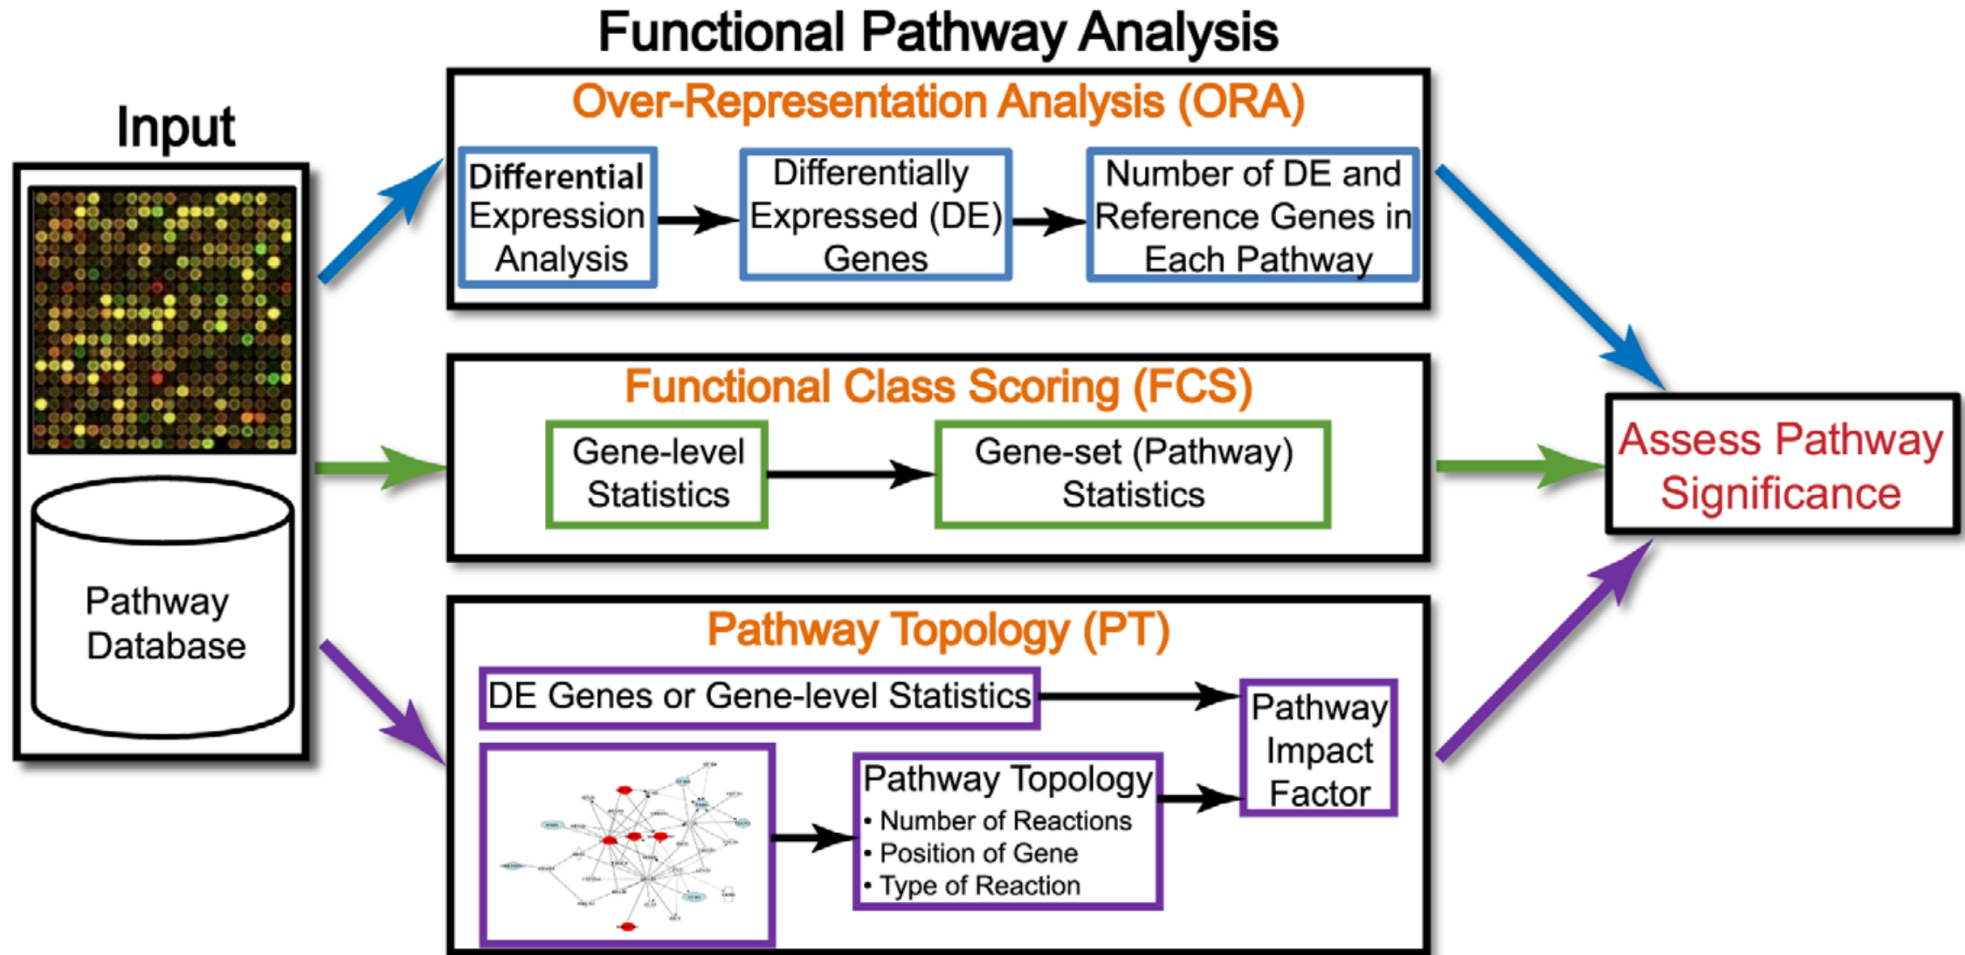 Functional Pathway Analysis
Input
Pathway
Database
Over-Representation Analysis (ORA)
Differential
Expression
Analysis
Differentially
Expressed (DE)
Genes
Number of DE and
Reference Genes in
Each Pathway
Functional Class Scoring (FCS)
Gene-level
Statistics
Gene-set (Pathway)
Statistics
Pathway Topology (PT)
DE Genes or Gene-level Statistics
Pathway Topology
• Number of Reactions
• Position of Gene
• Type of Reaction
Pathway
Impact
Factor
Assess Pathway
Significance